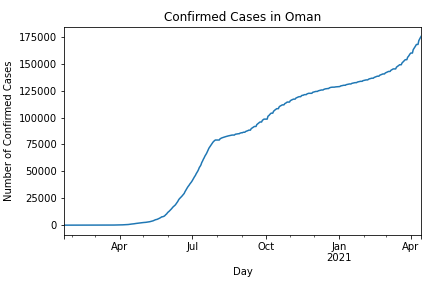 Confirmed Cases in Oman
Number of Confirmed Cases
175000
150000
125000
100000
75000
50000
25000
0
Apr Jul Oct Jan Apr
2021
Day